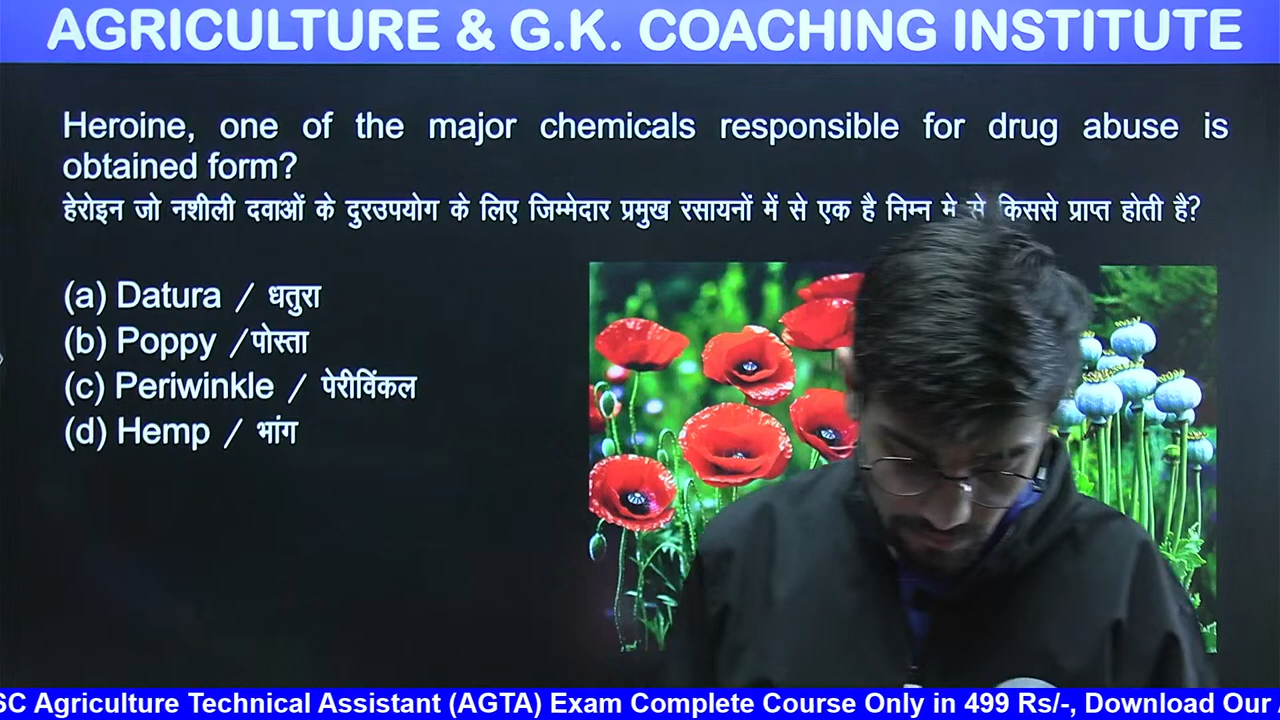 AGRICULTURE & G.K. COACHING INSTITUTE
Heroine, one of the major chemicals responsible for drug abuse is
obtained form?
हेरोइन जो नशीली दवाओं के दुरउपयोग के लिए जिम्मेदार प्रमुख रसायनों में से एक है निम्न मे से किससे प्राप्त होती है?
(a) Datura / धतुरा
(b) Poppy /पोस्ता
(c) Periwinkle / पेरीविंकल
(d) Hemp / भांग
SC Agriculture Technical Assistant (AGTA) Exam Complete Course Only in 499 Rs/-, Download Our